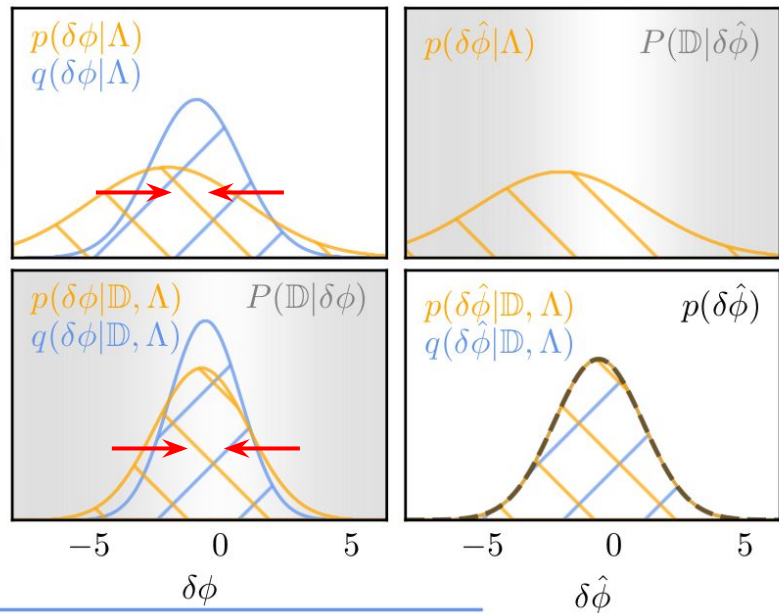 p(δϕ|Λ)
q(δϕ|Λ)
p(δϕ̂|Λ)
P(𝔻|δϕ̂)
p(δϕ|𝔻, Λ)
q(δϕ|𝔻, Λ)
P(𝔻|δϕ)
p(δϕ̂|𝔻, Λ)
q(δϕ̂|𝔻, Λ)
p(δϕ̂)
−5 0 5
−5 0 5
δϕ
δϕ̂